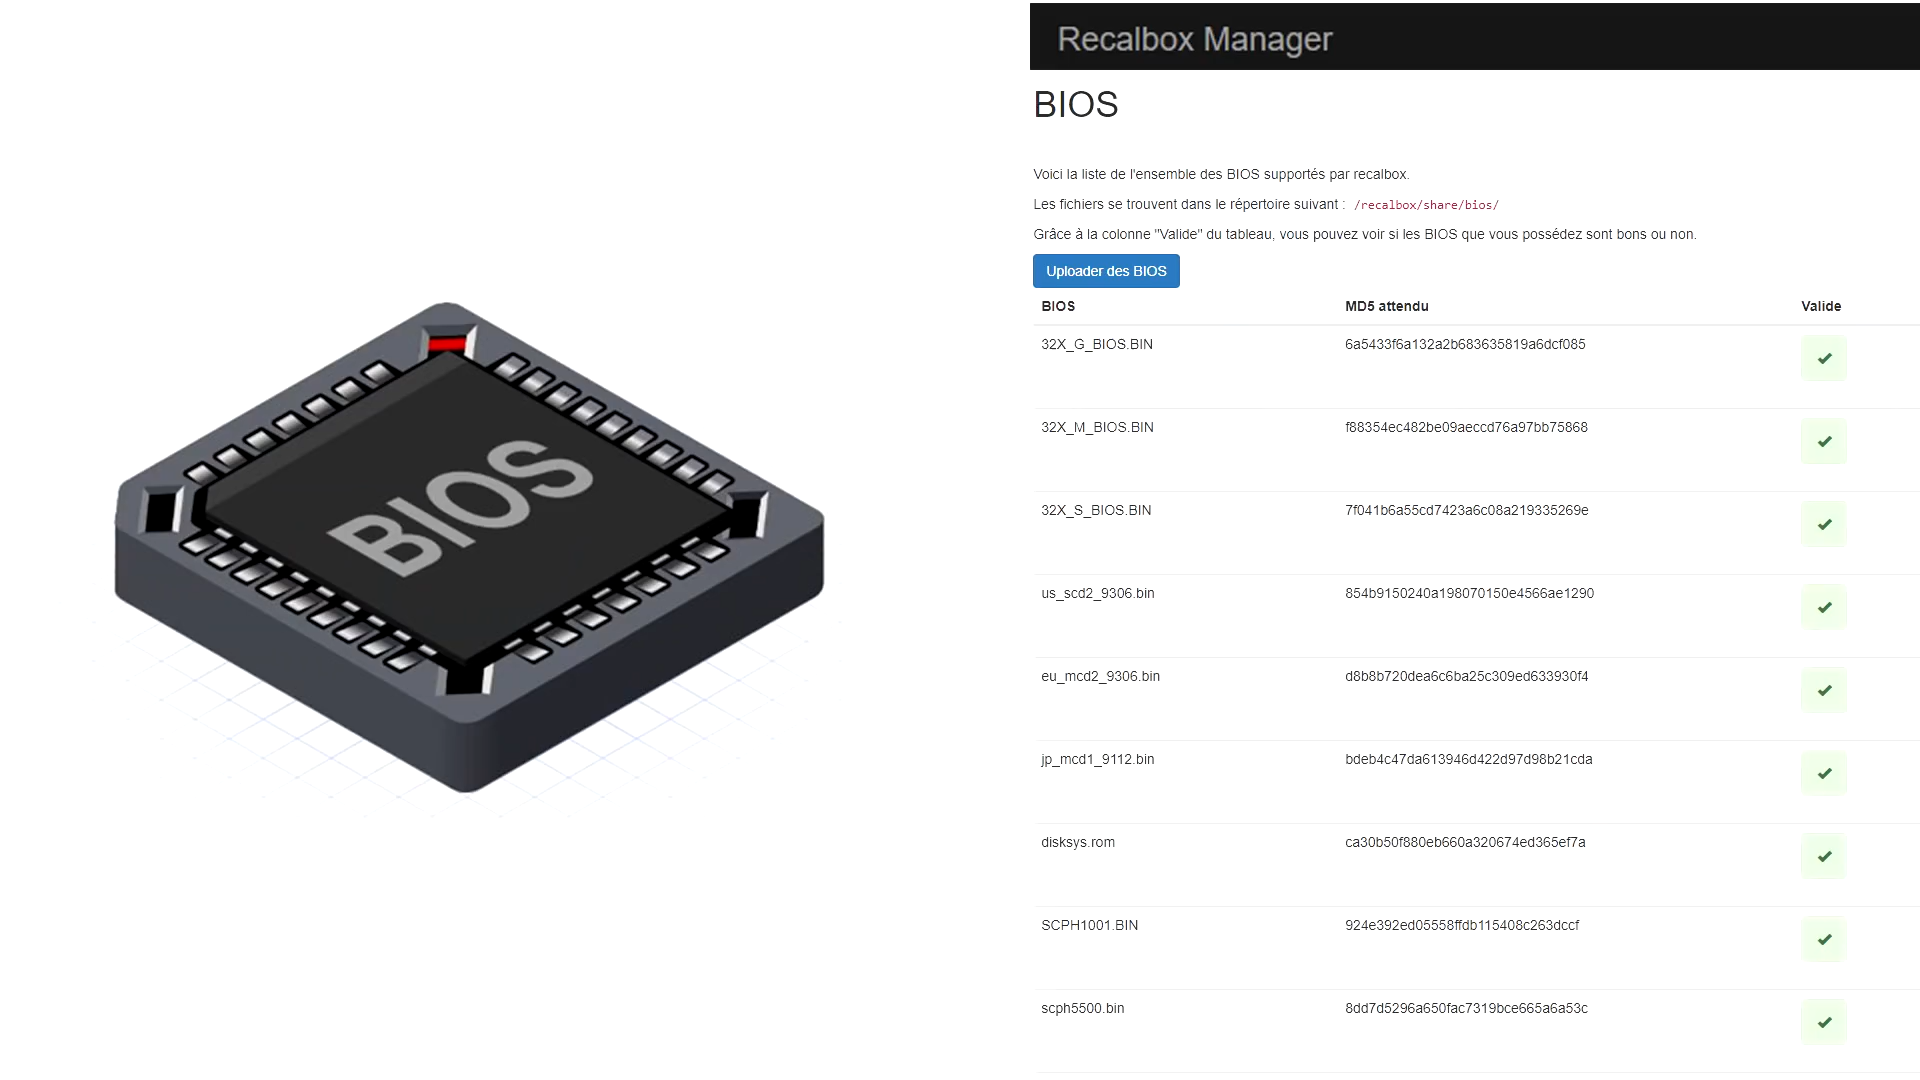 BIOS
Recalbox Manager
BIOS
Voici la liste de l'ensemble des BIOS supportés par recalbox.
Les fichiers se trouvent dans le répertoire suivant : /recalbox/share/bios/
Grâce à la colonne "Valide" du tableau, vous pouvez voir si les BIOS que vous possédez sont bons ou non.
Uploader des BIOS
BIOS MD5 attendu Valide
32X_G_BIOS.BIN 6a5433f6a132a2b683635819a6dcf085
32X_M_BIOS.BIN f88354ec482be09aeccd76a97bb75868
32X_S_BIOS.BIN 7f041b6a55cd7423a6c08a219335269e
us_scd2_9306.bin 854b9150240a198070150e4566ae1290
eu_mcd2_9306.bin d8b8b720dea6c6ba25c309ed633930f4
jp_mcd1_9112.bin bdeb4c47da613946d422d97d98b21cda
disksys.rom ca30b50f880eb660a320674ed365ef7a
SCPH1001.BIN 924e392ed05558ffdb115408c263dccf
scph5500.bin 8dd7d5296a650fac7319bce665a6a53c